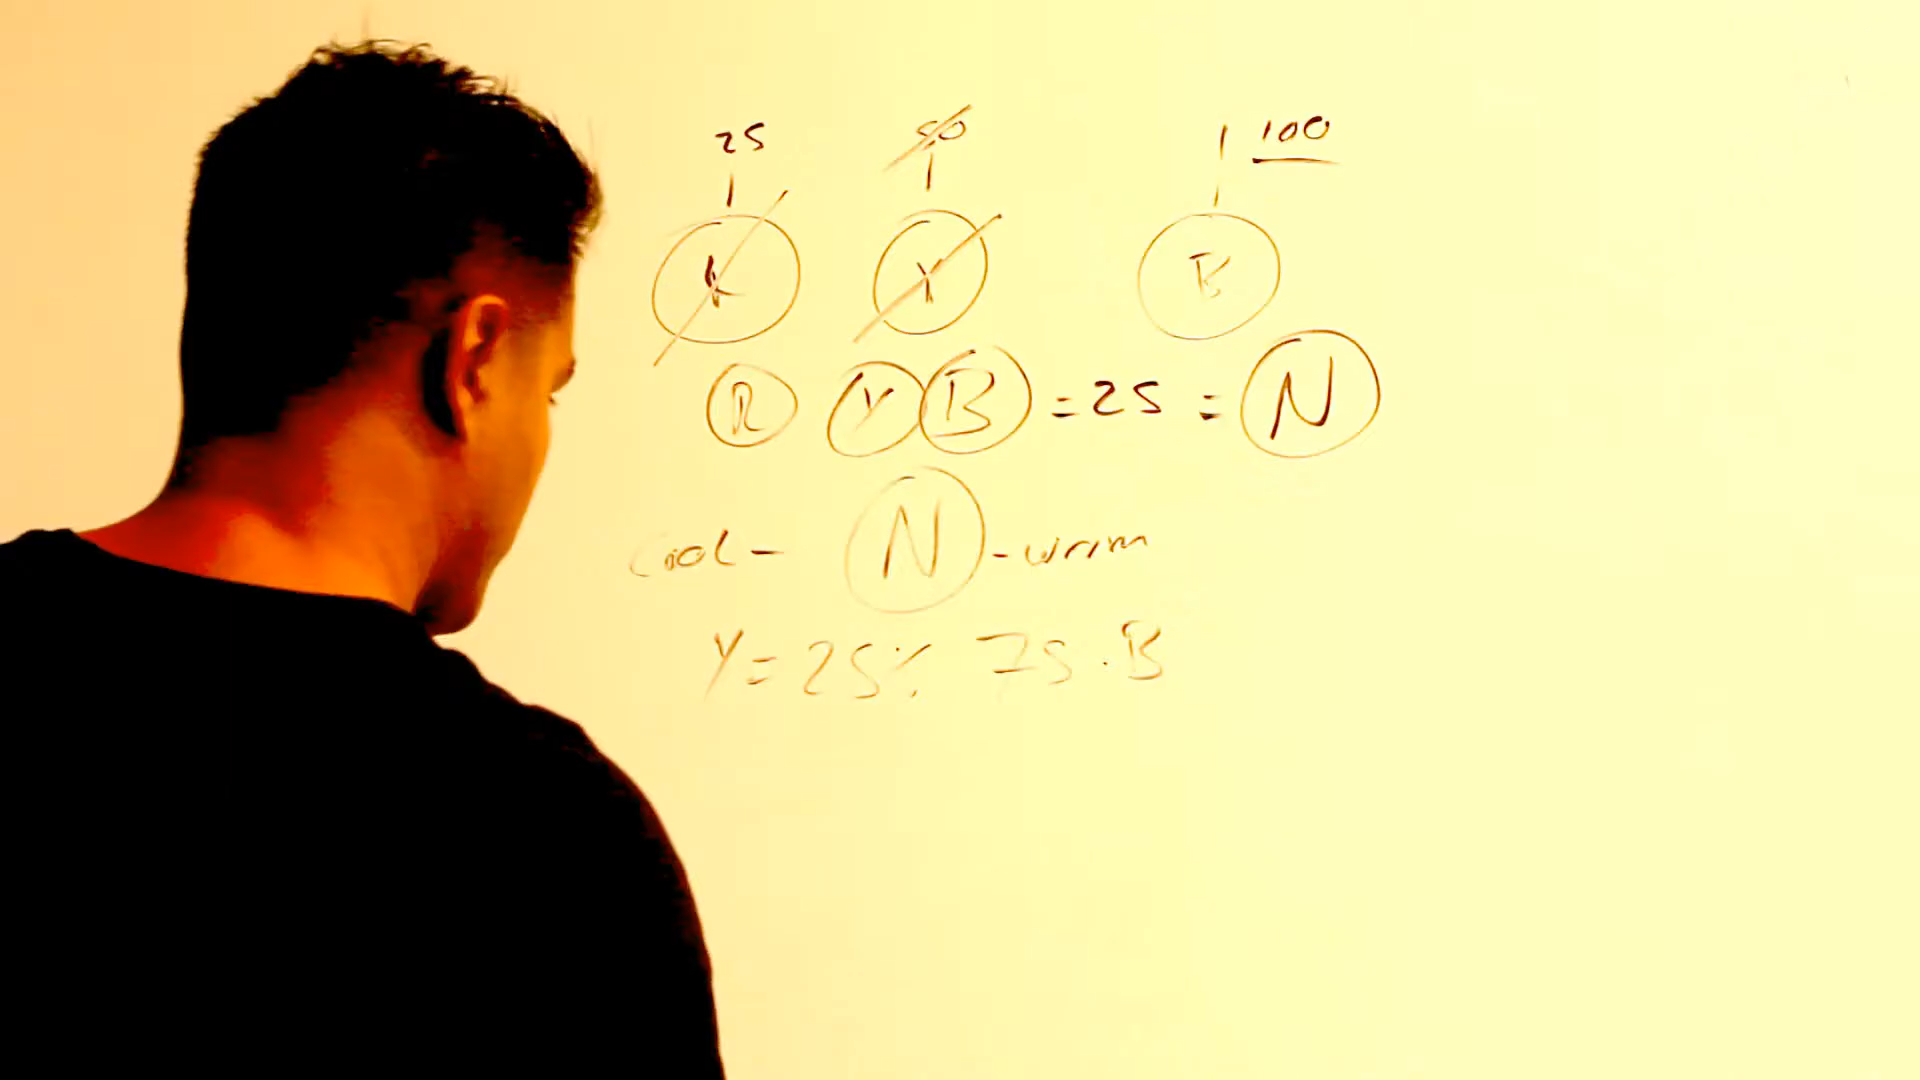 25 50 100
R Y B
R Y B = 25 = N
Cool - N - warm
Y = 25% 75 . B